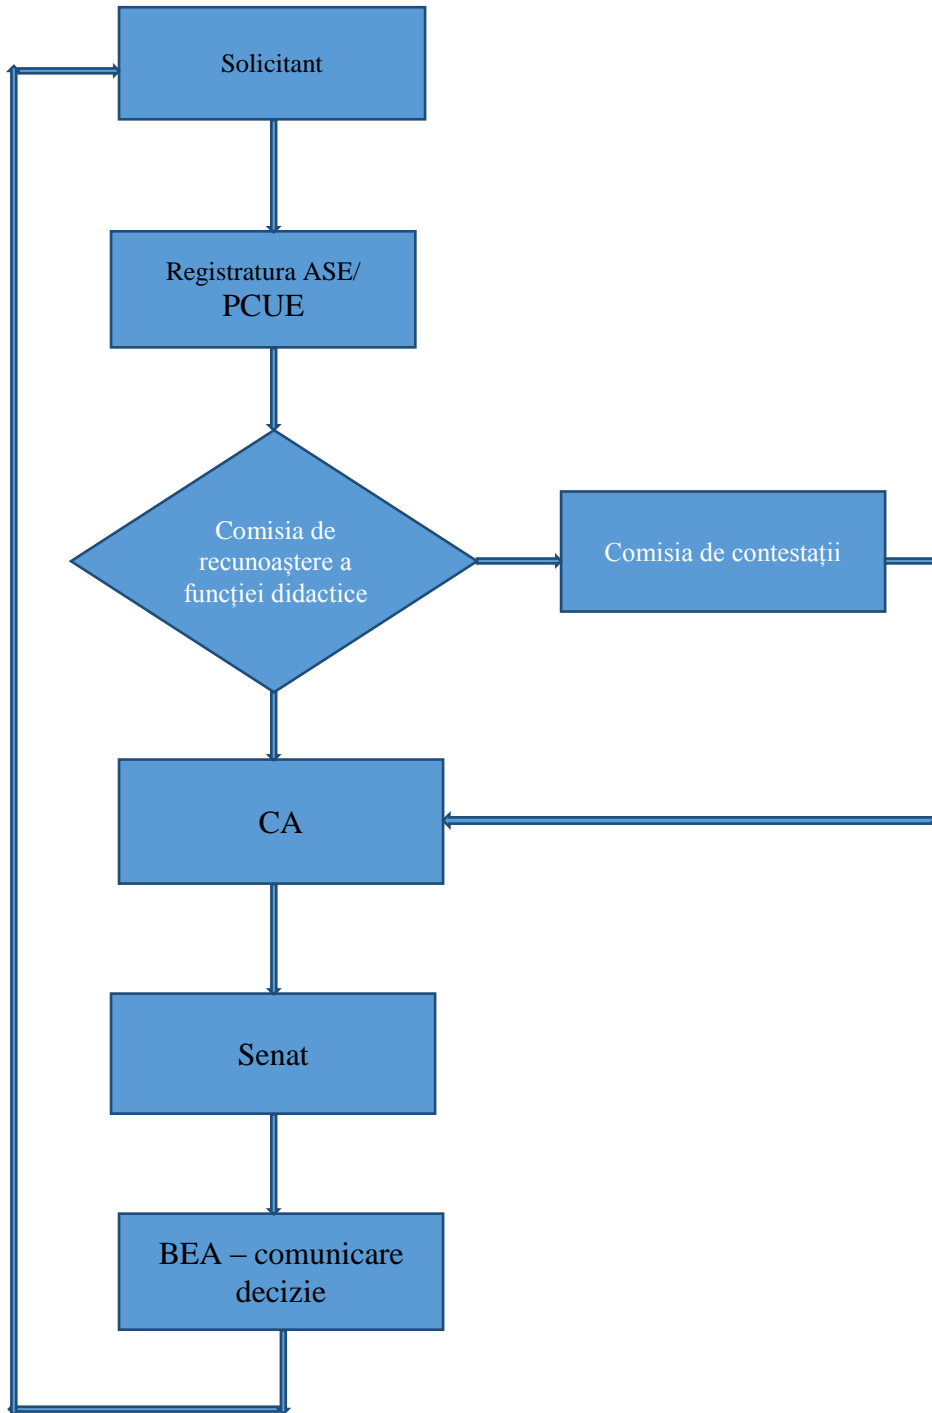 Solicitant
Registratura ASE/
PCUE
Comisia de
recunoaștere a
funcției didactice
Comisia de contestații
CA
Senat
BEA – comunicare
decizie